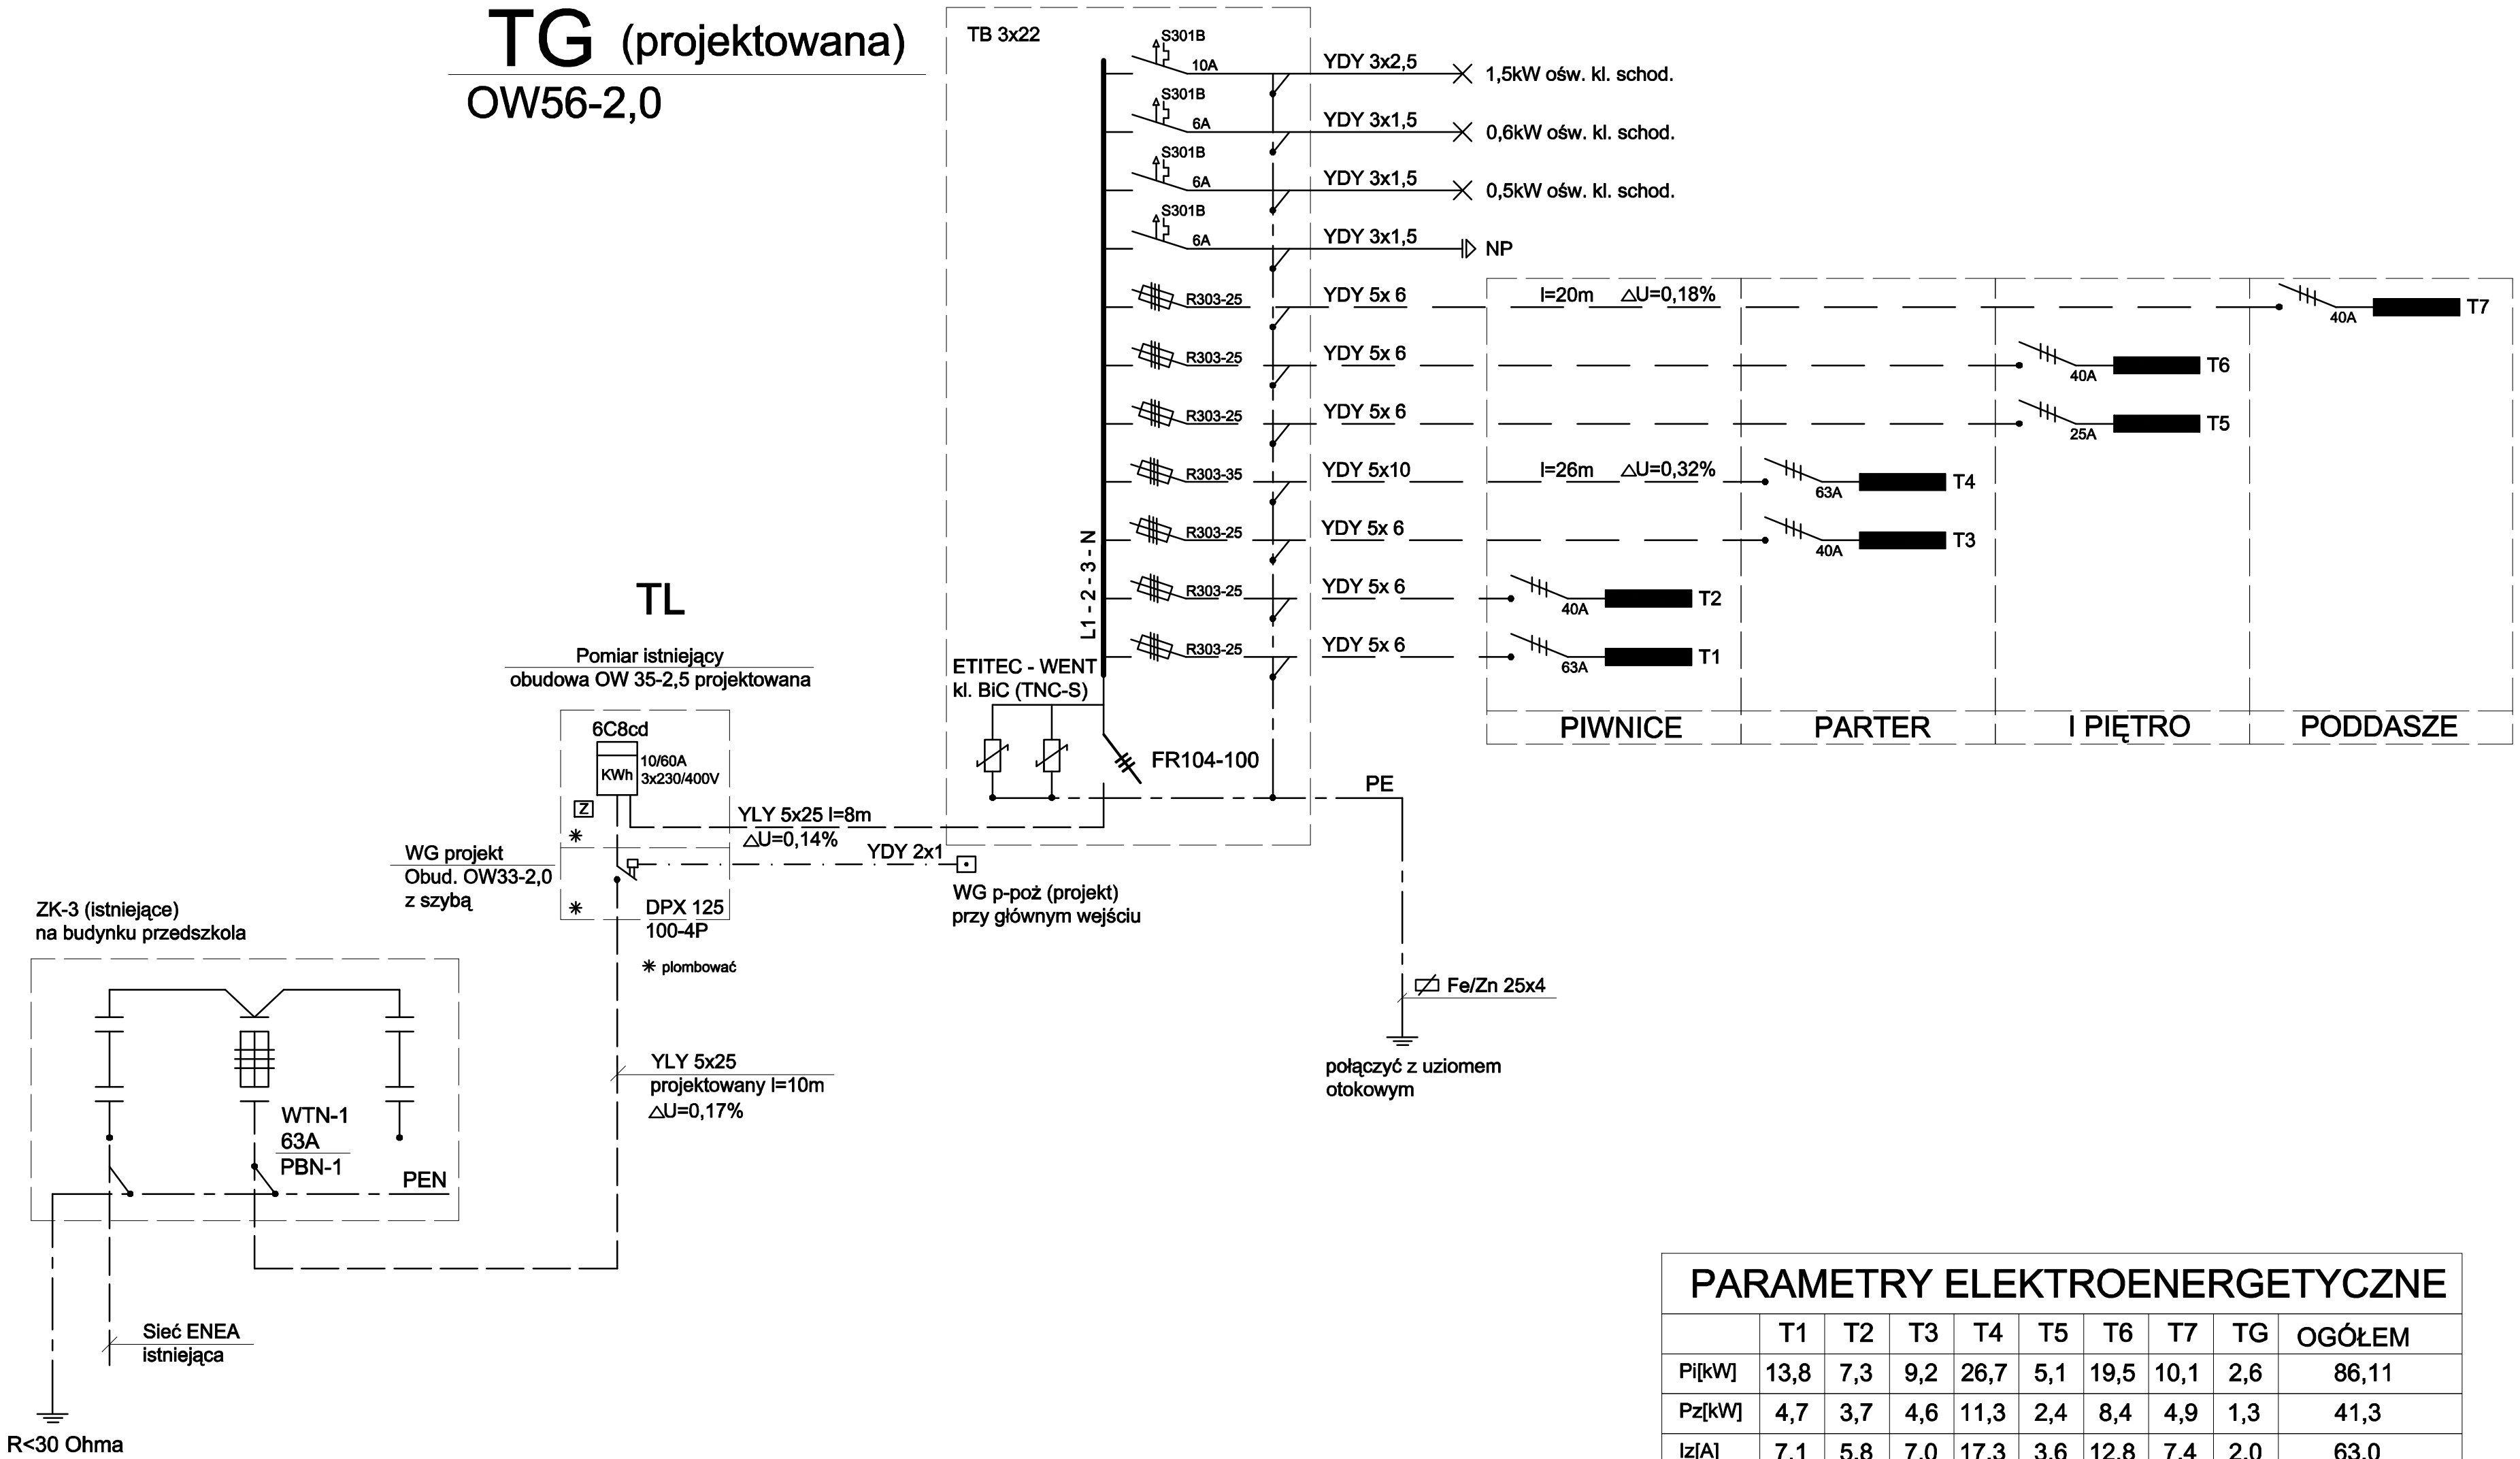 TG (projektowana)
OW56-2,0
TB 3x22
S301B
10A
YDY 3x2,5
1,5kW ośw. kl. schod.
S301B
6A
YDY 3x1,5
0,6kW ośw. kl. schod.
S301B
6A
YDY 3x1,5
0,5kW ośw. kl. schod.
S301B
6A
YDY 3x1,5
NP
R303-25
YDY 5x 6
l=20m △U=0,18%
40A
T7
R303-25
YDY 5x 6
40A
T6
R303-25
YDY 5x 6
25A
T5
R303-35
YDY 5x10
l=26m △U=0,32%
63A
T4
R303-25
YDY 5x 6
40A
T3
R303-25
YDY 5x 6
40A
T2
R303-25
YDY 5x 6
63A
T1
L1 - 2 - 3 - N
PIWNICE
PARTER
I PIĘTRO
PODDASZE
ETITEC - WENT
kl. BiC (TNC-S)
FR104-100
PE
TL
Pomiar istniejący
obudowa OW 35-2,5 projektowana
6C8cd
KWh
10/60A
3x230/400V
Z
YLY 5x25 l=8m
△U=0,14%
YDY 2x1
WG p-poż (projekt)
przy głównym wejściu
WG projekt
Obud. OW33-2,0
z szybą
DPX 125
100-4P
plombować
ZK-3 (istniejące)
na budynku przedszkola
WTN-1
63A
PBN-1
PEN
YLY 5x25
projektowany l=10m
△U=0,17%
Fe/Zn 25x4
połączyć z uziomem
otokowym
Sieć ENEA
istniejąca
R<30 Ohma
PARAMETRY ELEKTROENERGETYCZNE
T1 T2 T3 T4 T5 T6 T7 TG OGÓŁEM
Pi[kW] 13,8 7,3 9,2 26,7 5,1 19,5 10,1 2,6 86,11
Pz[kW] 4,7 3,7 4,6 11,3 2,4 8,4 4,9 1,3 41,3
Iz[A] 7,1 5,8 7,0 17,3 3,6 12,8 7,4 2,0 63,0